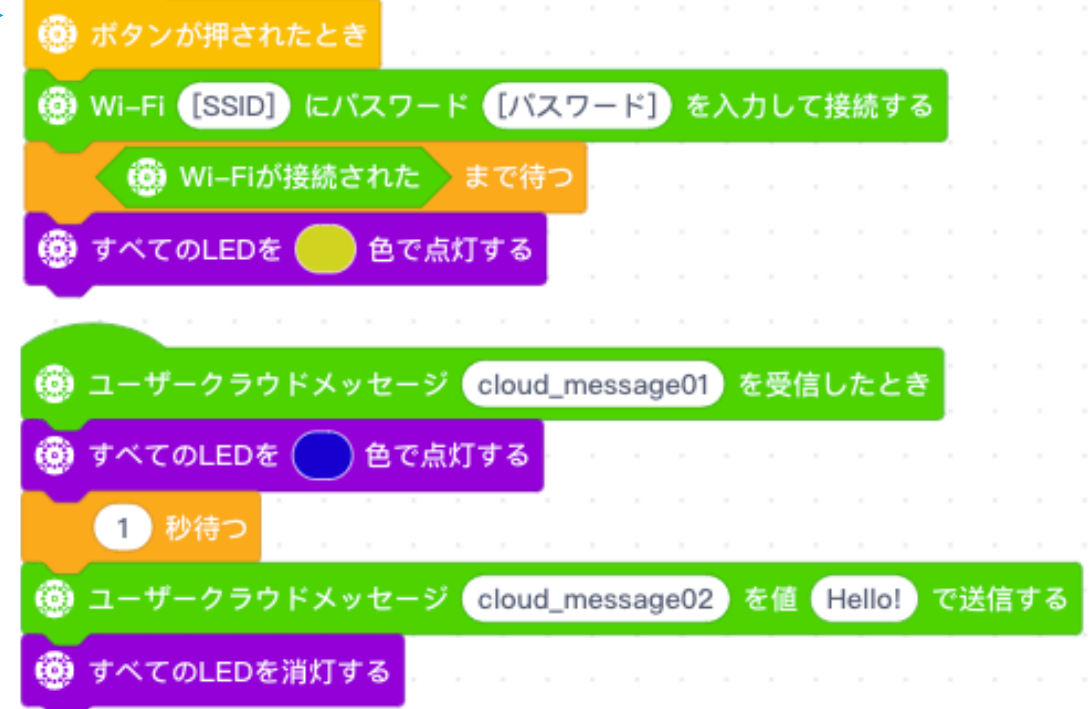 ボタンが押されたとき
Wi-Fi [SSID] にパスワード [パスワード] を入力して接続する
Wi-Fiが接続された まで待つ
すべてのLEDを 色で点灯する
ユーザークラウドメッセージ cloud_message01 を受信したとき
すべてのLEDを 色で点灯する
1 秒待つ
ユーザークラウドメッセージ cloud_message02 を値 Hello! で送信する
すべてのLEDを消灯する